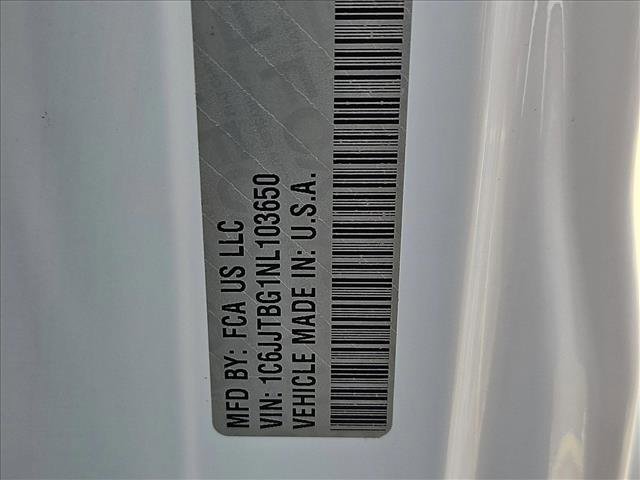 MFD BY: FCA US LLC
VIN: 1C6JJTBG1NL103650
VEHICLE MADE IN: U.S.A.